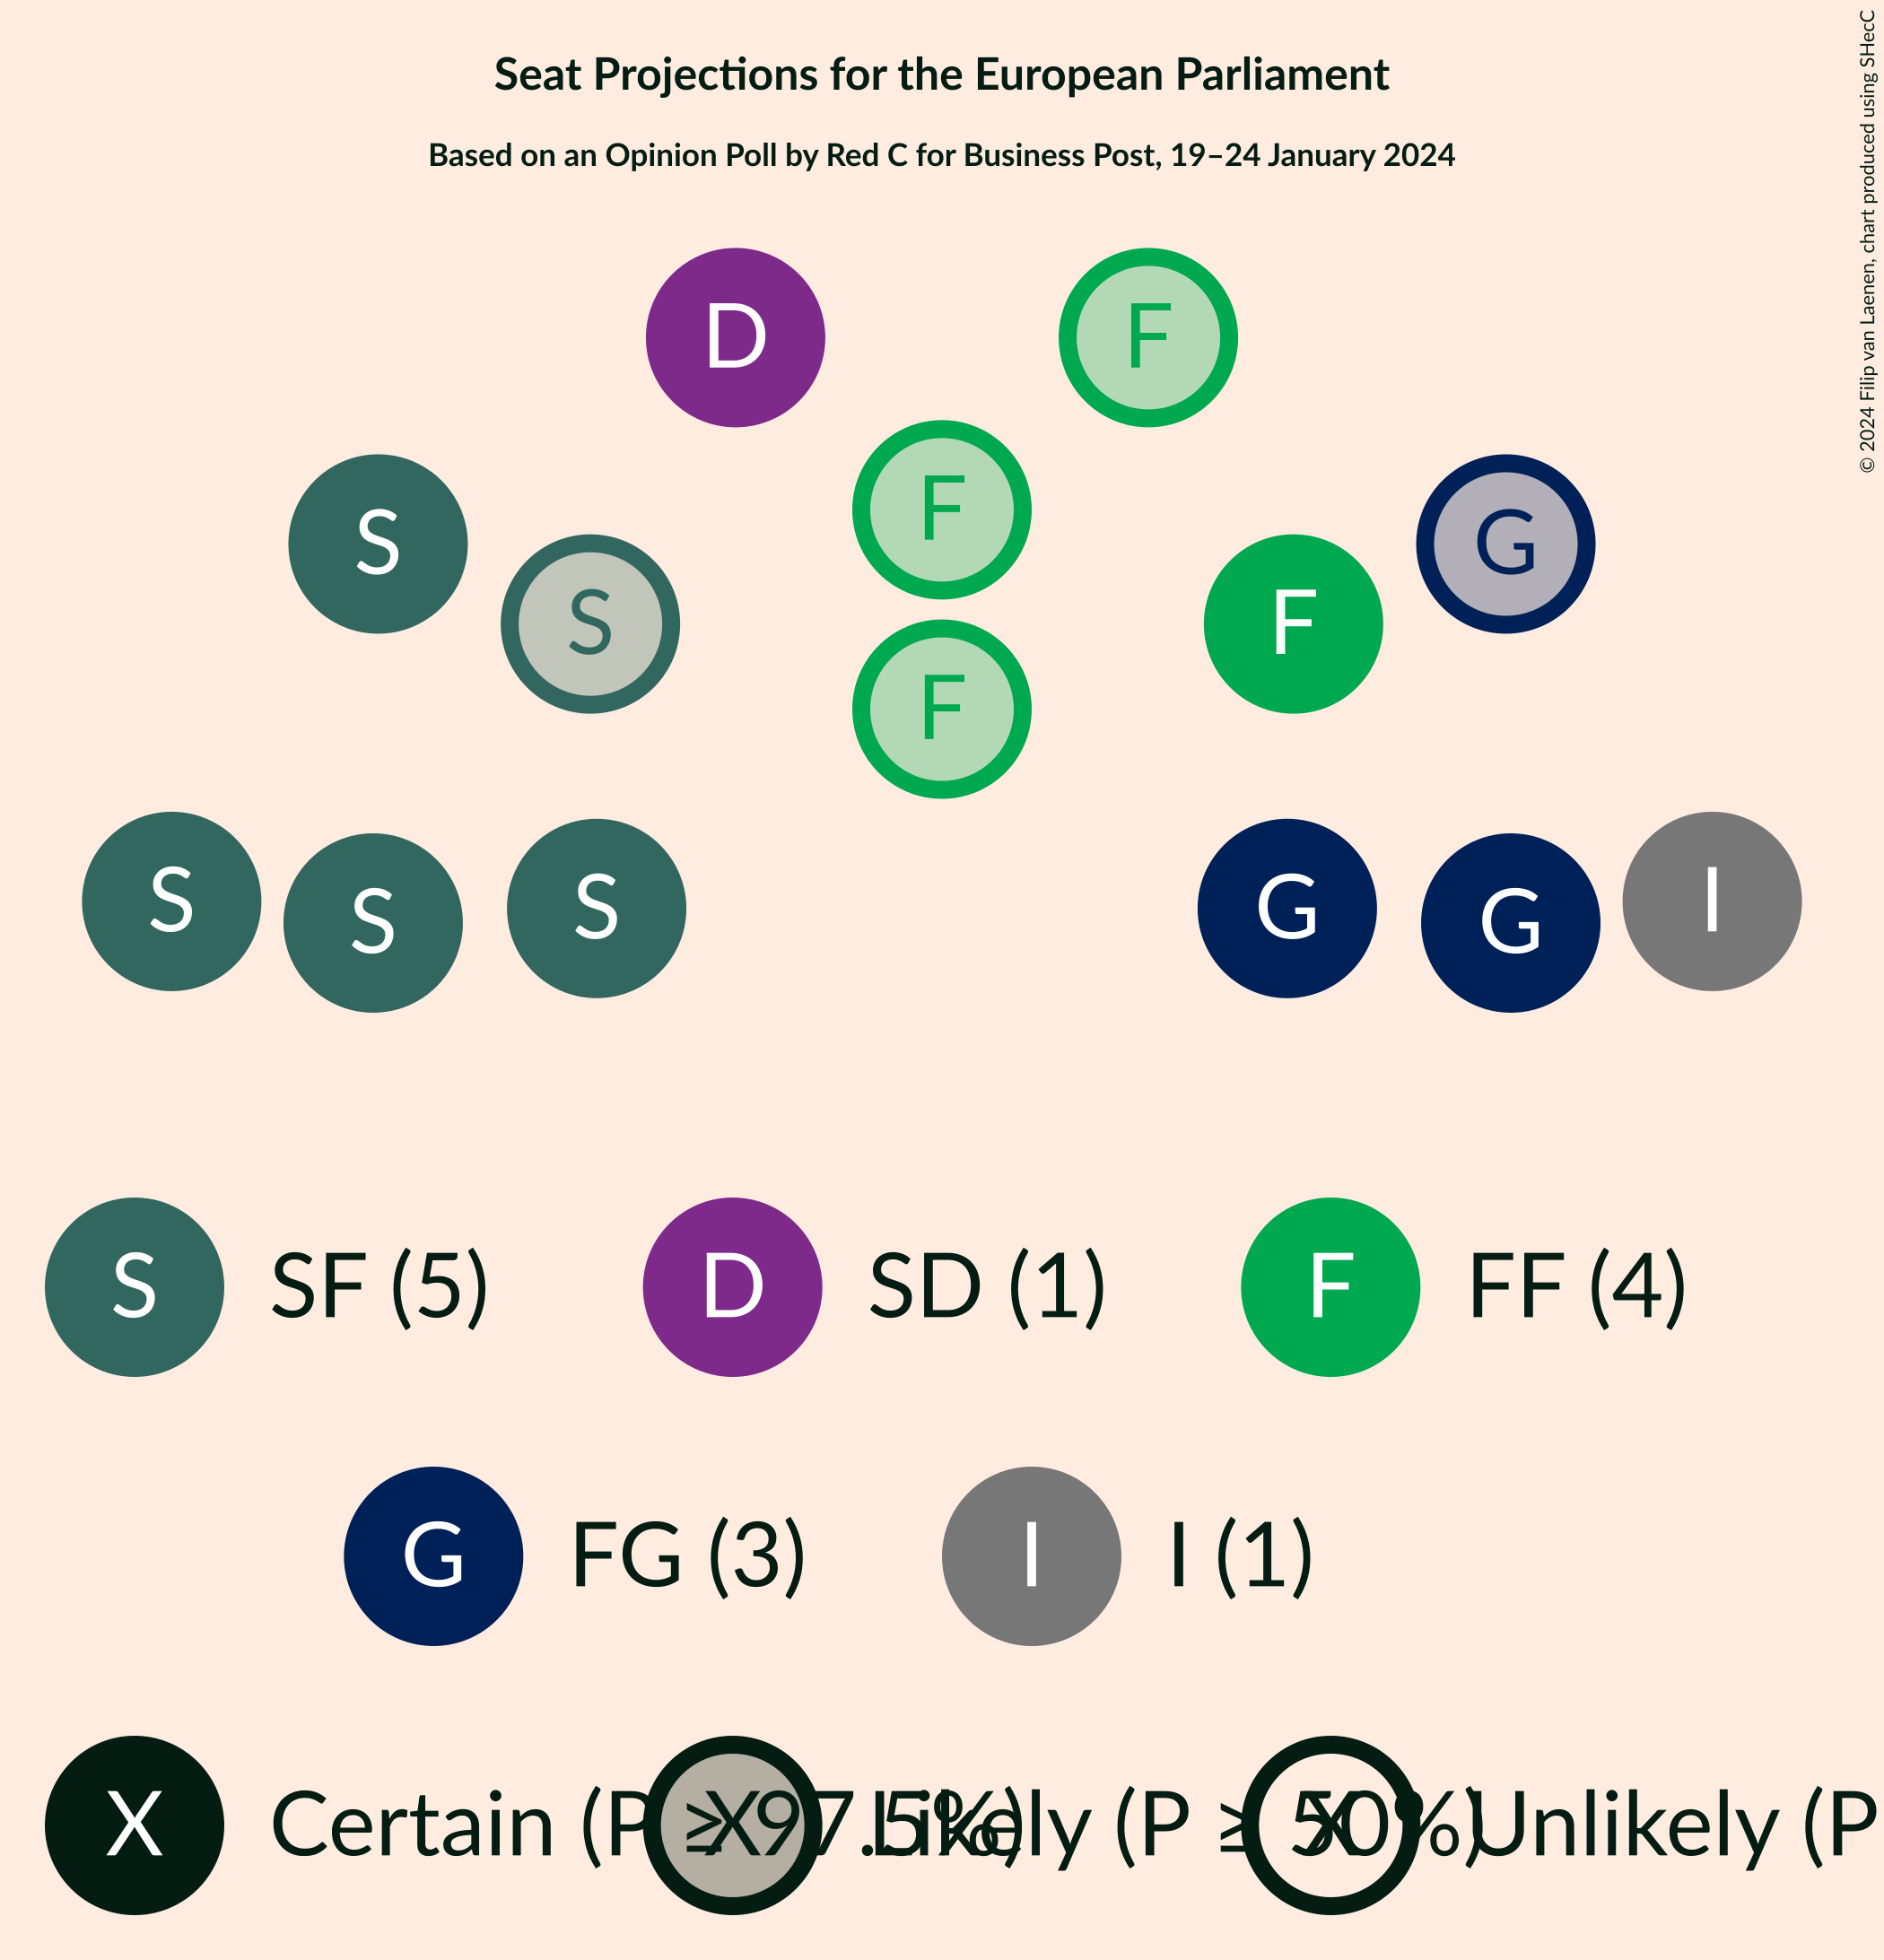 Seat Projections for the European Parliament
Based on an Opinion Poll by Red C for Business Post, 19–24 January 2024
© 2024 Filip van Laenen, chart produced using SHecC
D F
F
S G
S F
F
S S S G G I
S SF (5) D SD (1) F FF (4)
G FG (3) I I (1)
X Certain (P ≥ 97.5%) X Likely (P ≥ 50%) X Unlikely (P